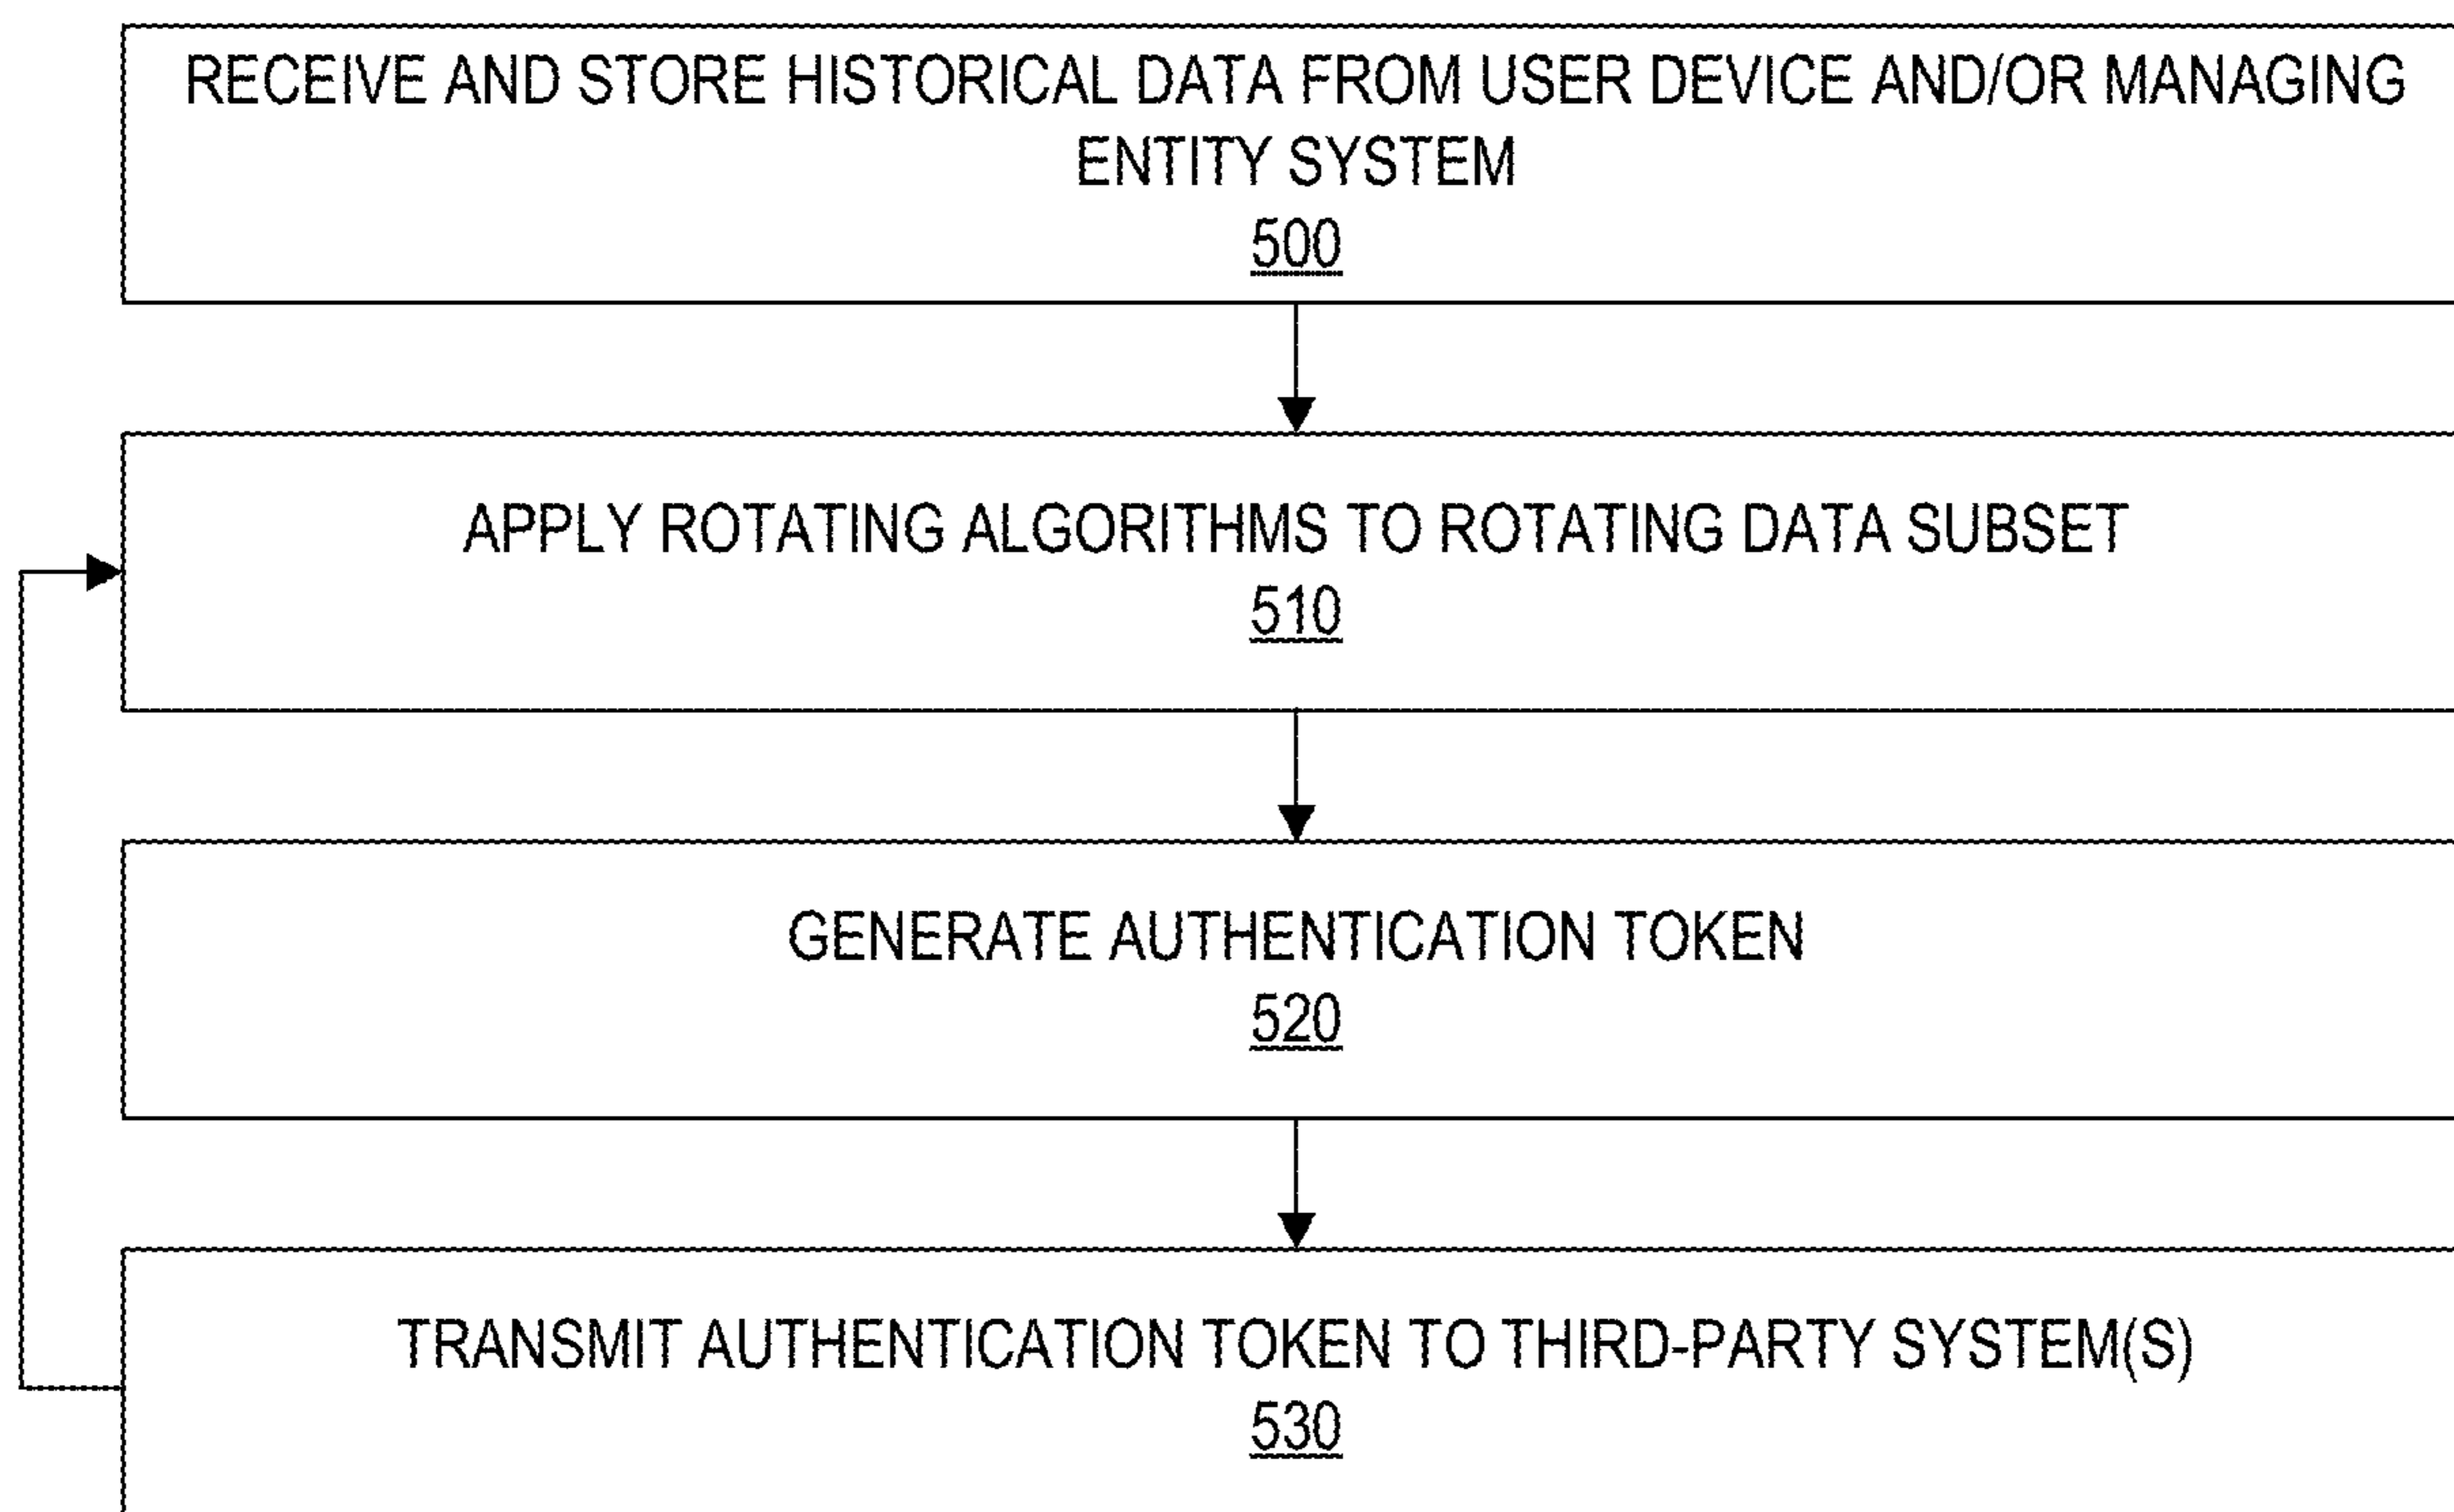 RECEIVE AND STORE HISTORICAL DATA FROM USER DEVICE AND/OR MANAGING
ENTITY SYSTEM
500
APPLY ROTATING ALGORITHMS TO ROTATING DATA SUBSET
510
GENERATE AUTHENTICATION TOKEN
520
TRANSMIT AUTHENTICATION TOKEN TO THIRD-PARTY SYSTEM(S)
530